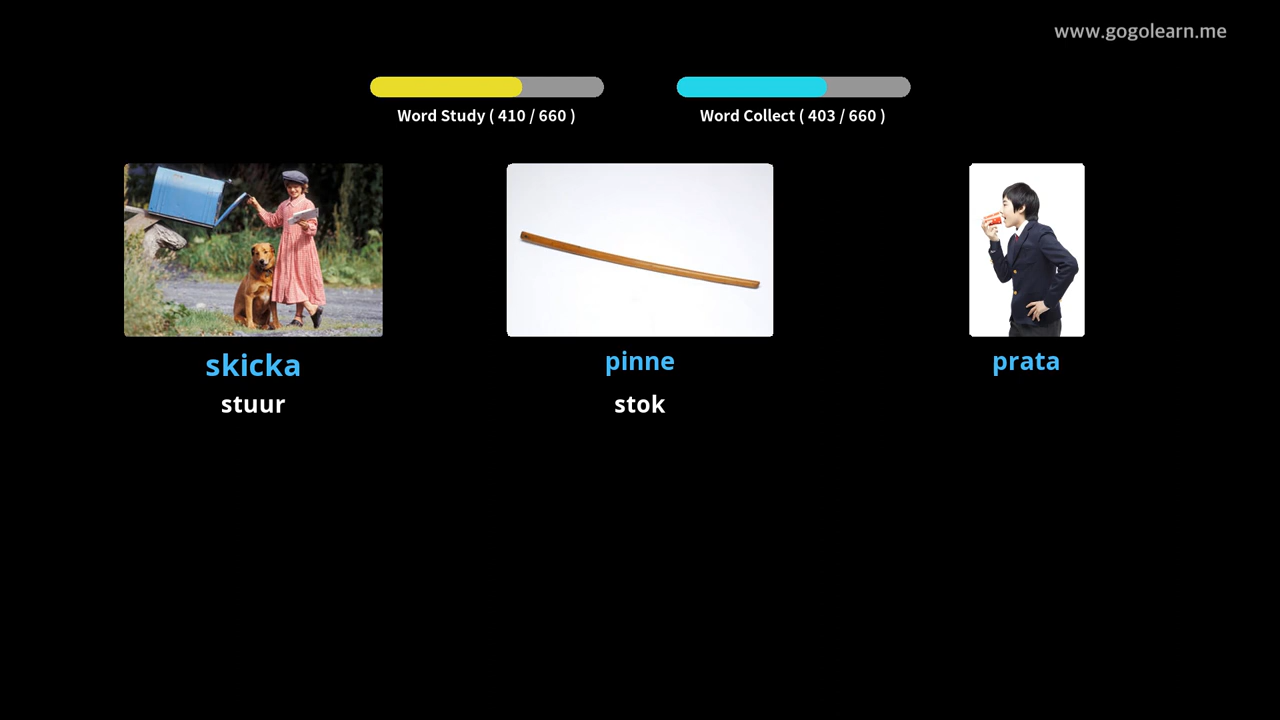 www.gogolearn.me
Word Study ( 410 / 660 )
Word Collect ( 403 / 660 )
skicka
pinne
prata
stuur
stok